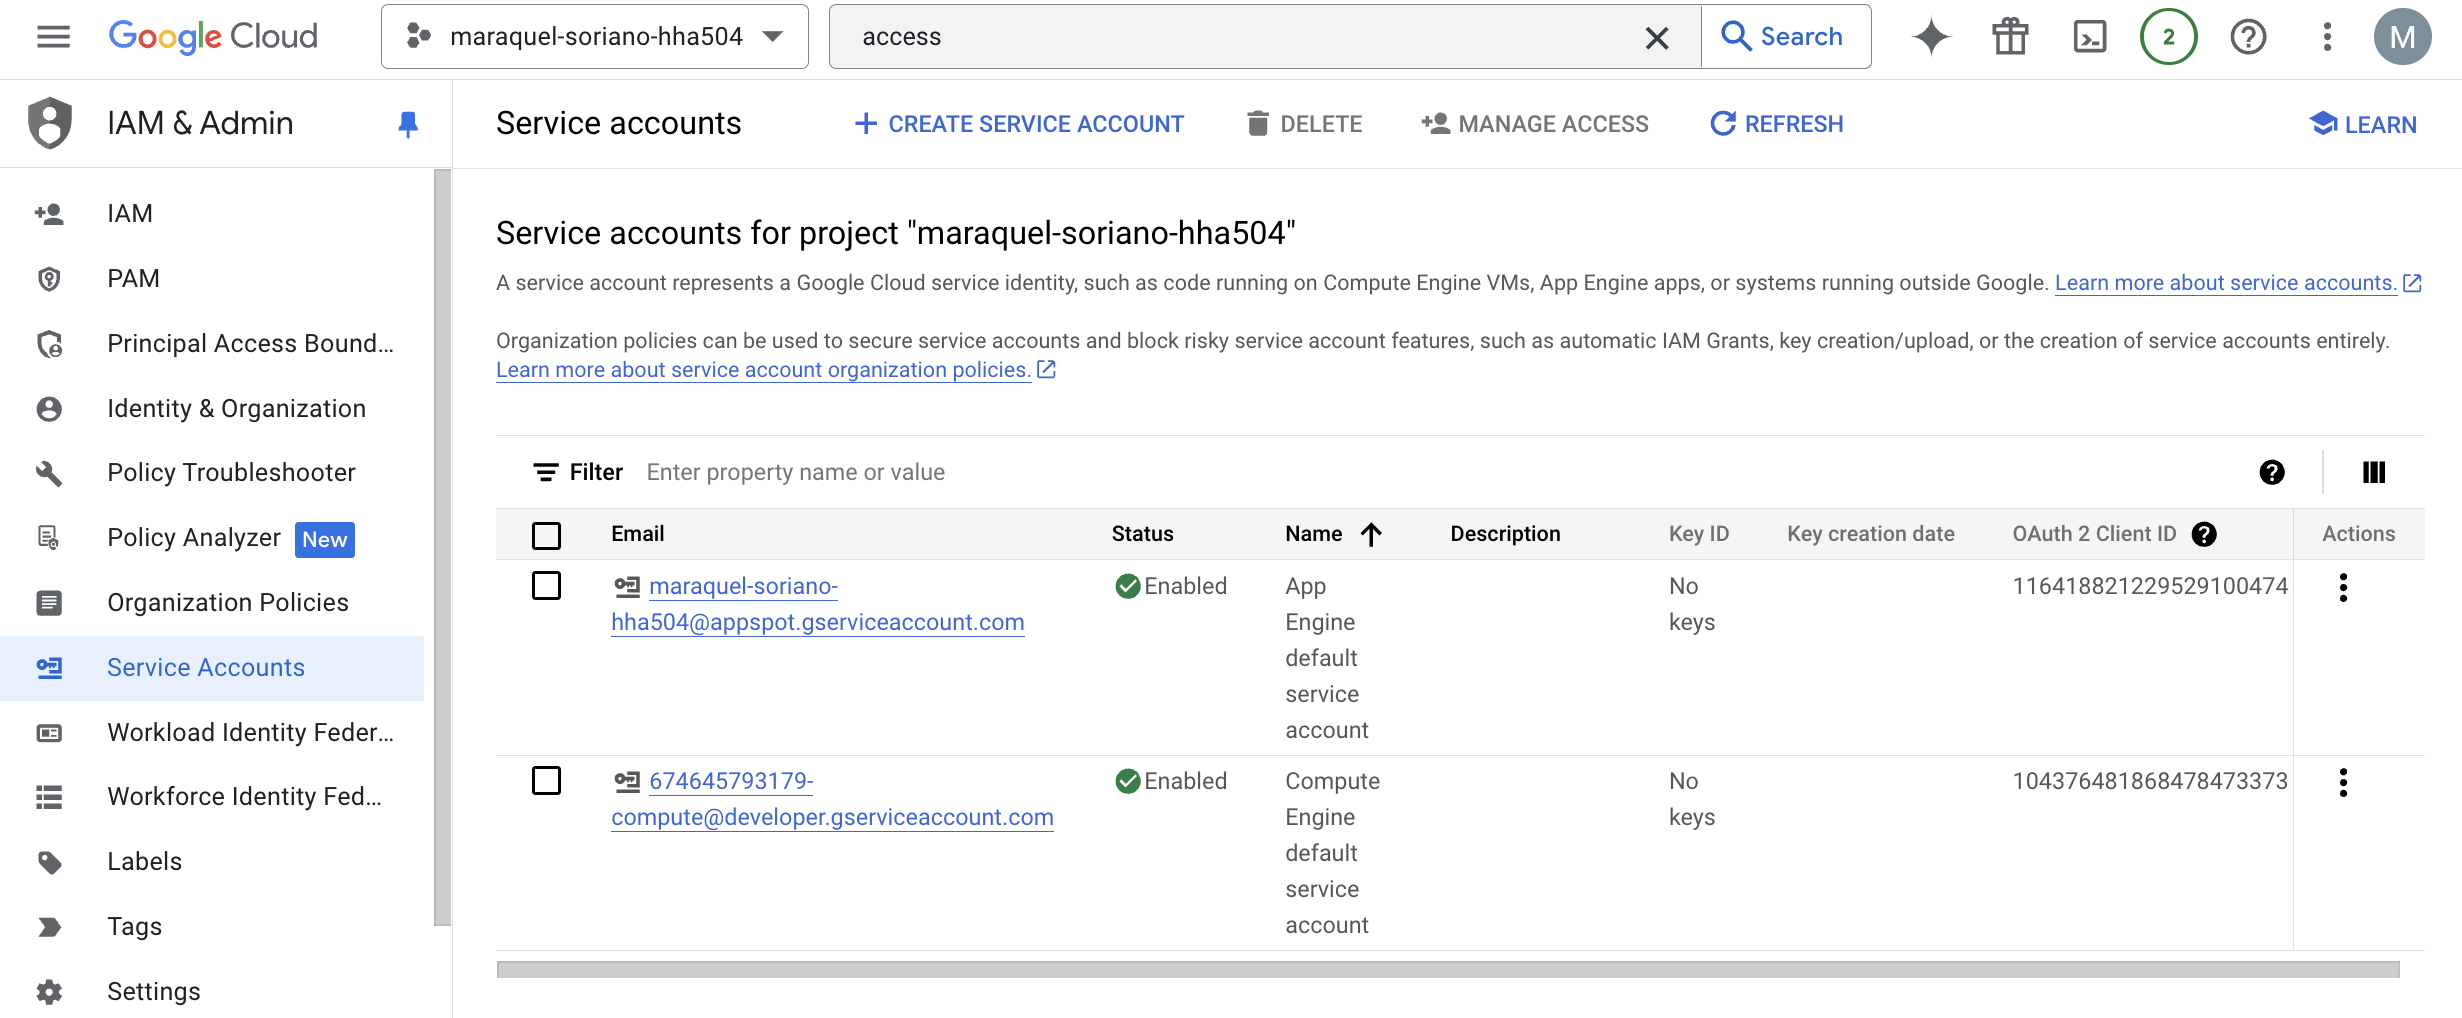 Google Cloud
maraquel-soriano-hha504
access
Search
2
M
IAM & Admin
Service accounts
CREATE SERVICE ACCOUNT
DELETE
MANAGE ACCESS
REFRESH
LEARN
IAM
PAM
Principal Access Bound...
Identity & Organization
Policy Troubleshooter
Policy Analyzer New
Organization Policies
Service Accounts
Workload Identity Feder...
Workforce Identity Fed...
Labels
Tags
Settings
Service accounts for project "maraquel-soriano-hha504"
A service account represents a Google Cloud service identity, such as code running on Compute Engine VMs, App Engine apps, or systems running outside Google. Learn more about service accounts.
Organization policies can be used to secure service accounts and block risky service account features, such as automatic IAM Grants, key creation/upload, or the creation of service accounts entirely.
Learn more about service account organization policies.
Filter Enter property name or value
Email Status Name Description Key ID Key creation date OAuth 2 Client ID Actions
maraquel-soriano- Enabled App No 116418821229529100474
hha504@appspot.gserviceaccount.com Engine keys
default
service
account
674645793179- Enabled Compute No 104376481868478473373
compute@developer.gserviceaccount.com Engine keys
default
service
account